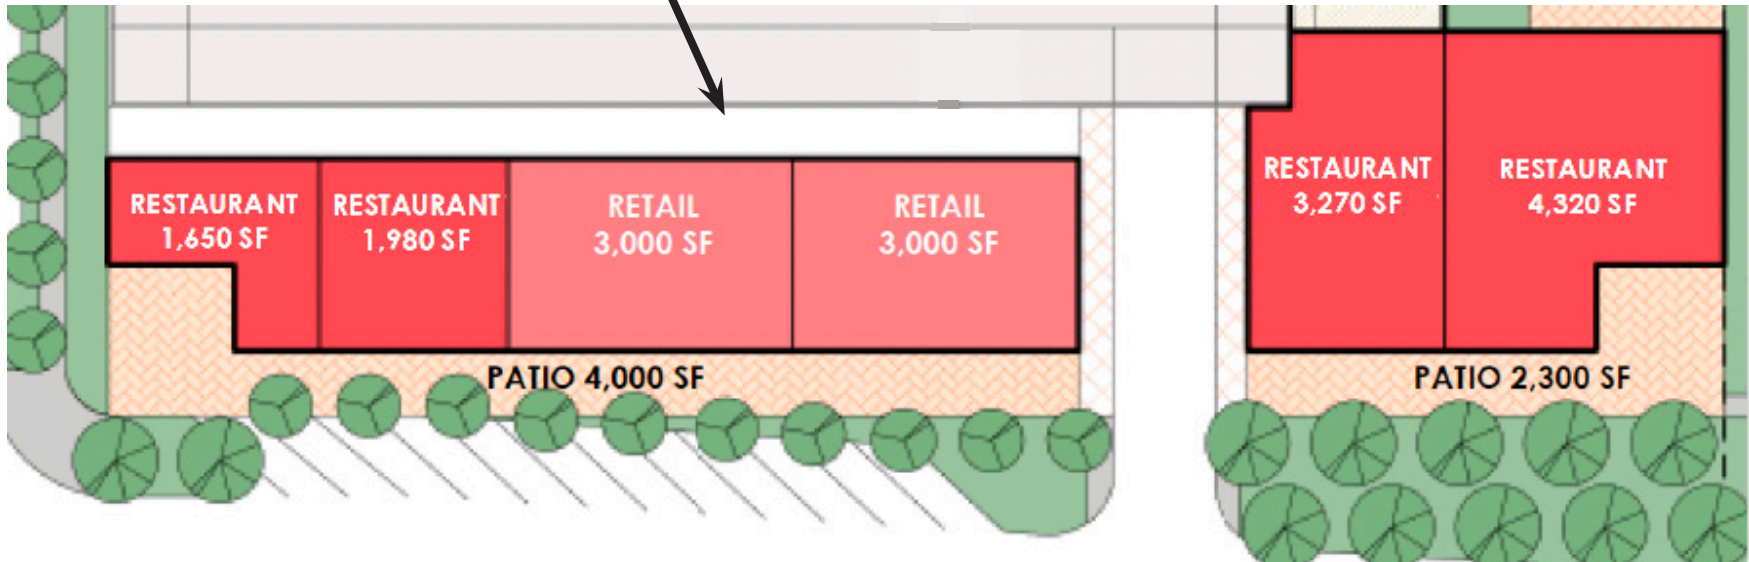 RESTAURANT
1,650 SF
RESTAURANT
1,980 SF
RETAIL
3,000 SF
RETAIL
3,000 SF
PATIO 4,000 SF
RESTAURANT
3,270 SF
RESTAURANT
4,320 SF
PATIO 2,300 SF